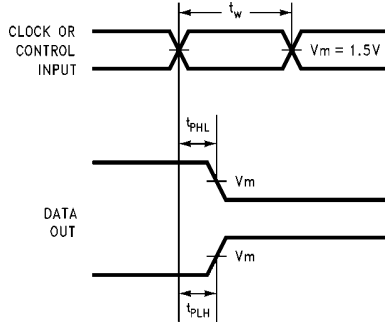 t_w
CLOCK OR
CONTROL
INPUT
Vm = 1.5V
t_PHL
Vm
DATA
OUT
Vm
t_PLH